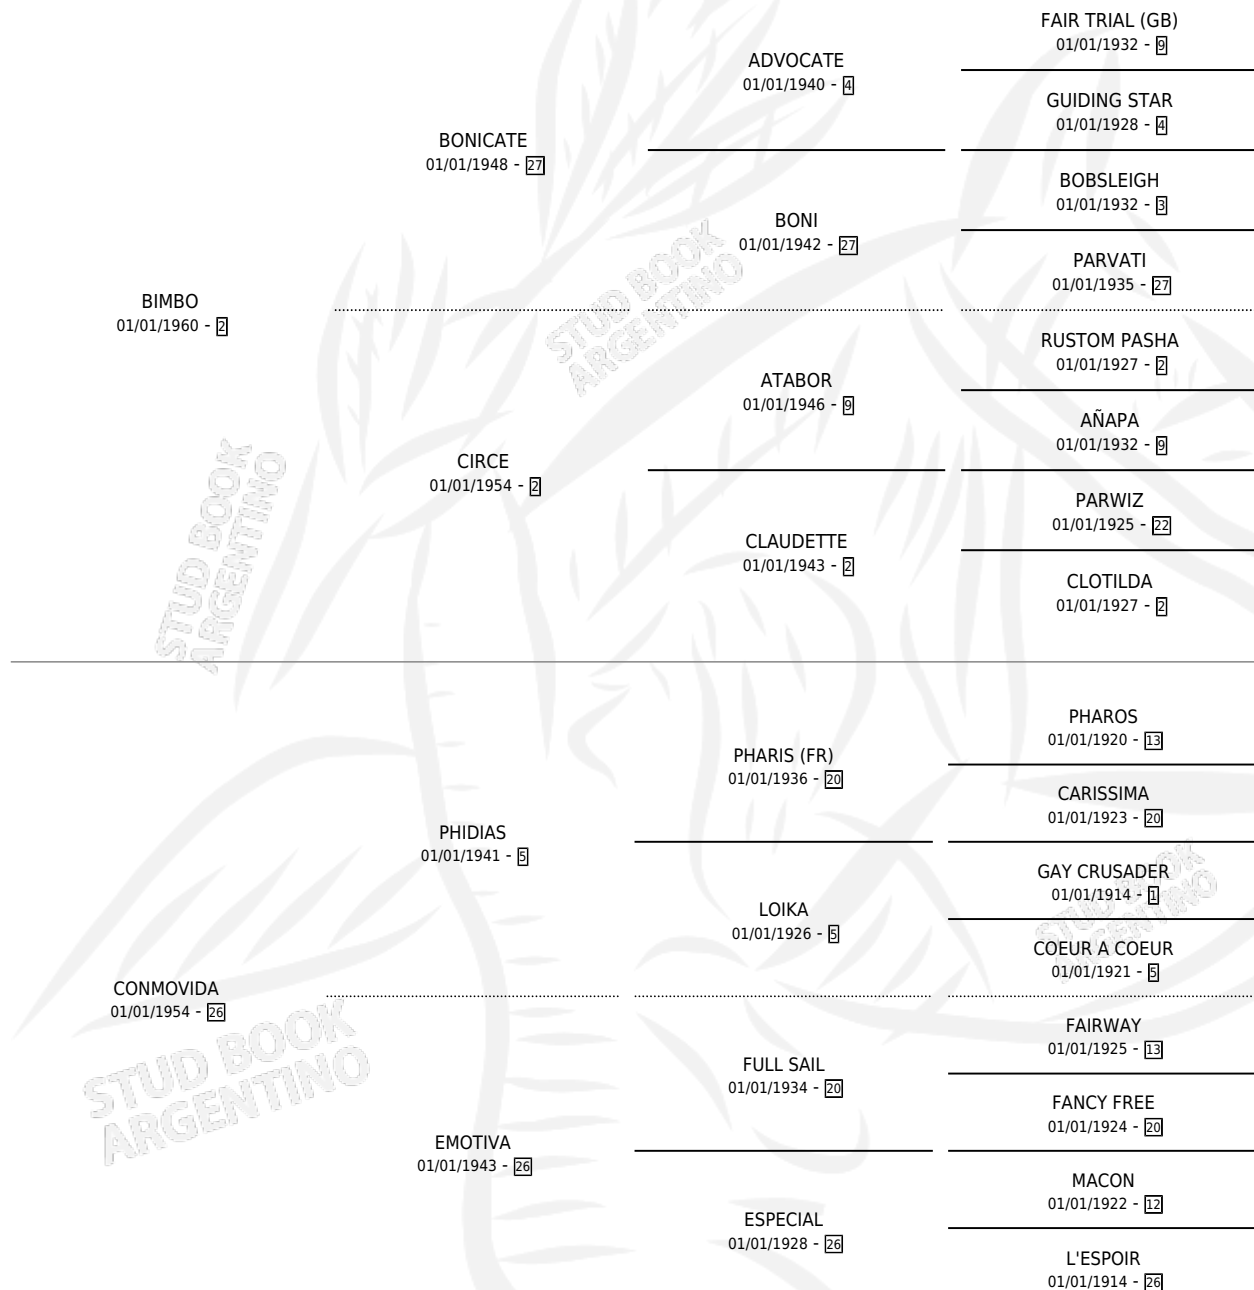 FAIR TRIAL (GB)
01/01/1932 - 9
ADVOCATE
01/01/1940 - 4
GUIDING STAR
01/01/1928 - 4
BONICATE
01/01/1948 - 27
BOBSLEIGH
01/01/1932 - 3
BONI
01/01/1942 - 27
PARVATI
01/01/1935 - 27
BIMBO
01/01/1960 - 2
RUSTOM PASHA
01/01/1927 - 2
ATABOR
01/01/1946 - 9
AÑAPA
01/01/1932 - 9
CIRCE
01/01/1954 - 2
PARWIZ
01/01/1925 - 22
CLAUDETTE
01/01/1943 - 2
CLOTILDA
01/01/1927 - 2
PHAROS
01/01/1920 - 13
PHARIS (FR)
01/01/1936 - 20
CARISSIMA
01/01/1923 - 20
PHIDIAS
01/01/1941 - 5
GAY CRUSADER
01/01/1914 - 1
LOIKA
01/01/1926 - 5
COEUR A COEUR
01/01/1921 - 5
CONMOVIDA
01/01/1954 - 26
FAIRWAY
01/01/1925 - 13
FULL SAIL
01/01/1934 - 20
FANCY FREE
01/01/1924 - 20
EMOTIVA
01/01/1943 - 26
MACON
01/01/1922 - 12
ESPECIAL
01/01/1928 - 26
L'ESPOIR
01/01/1914 - 26
STUD BOOK
ARGENTINO
STUD BOOK
ARGENTINO
STUD BOOK
ARGENTINO
STUD BOOK
ARGENTINO